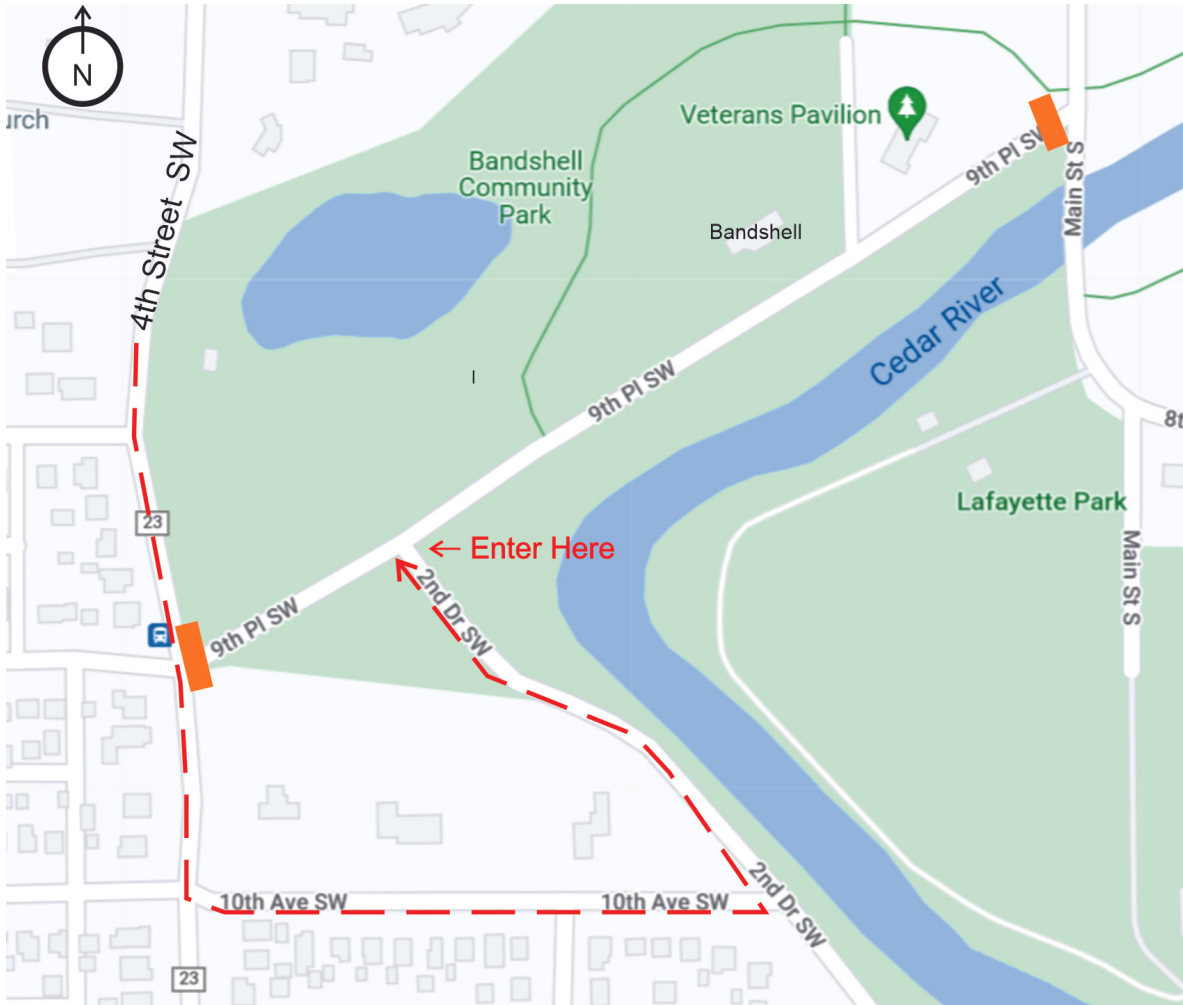 N
urch
4th Street SW
Veterans Pavilion
Bandshell
Community
Park
Bandshell
9th Pl SW
Main St S
Cedar River
9th Pl SW
8t
Lafayette Park
23
Enter Here
Main St S
2nd Dr SW
9th Pl SW
10th Ave SW
10th Ave SW
2nd Dr SW
23